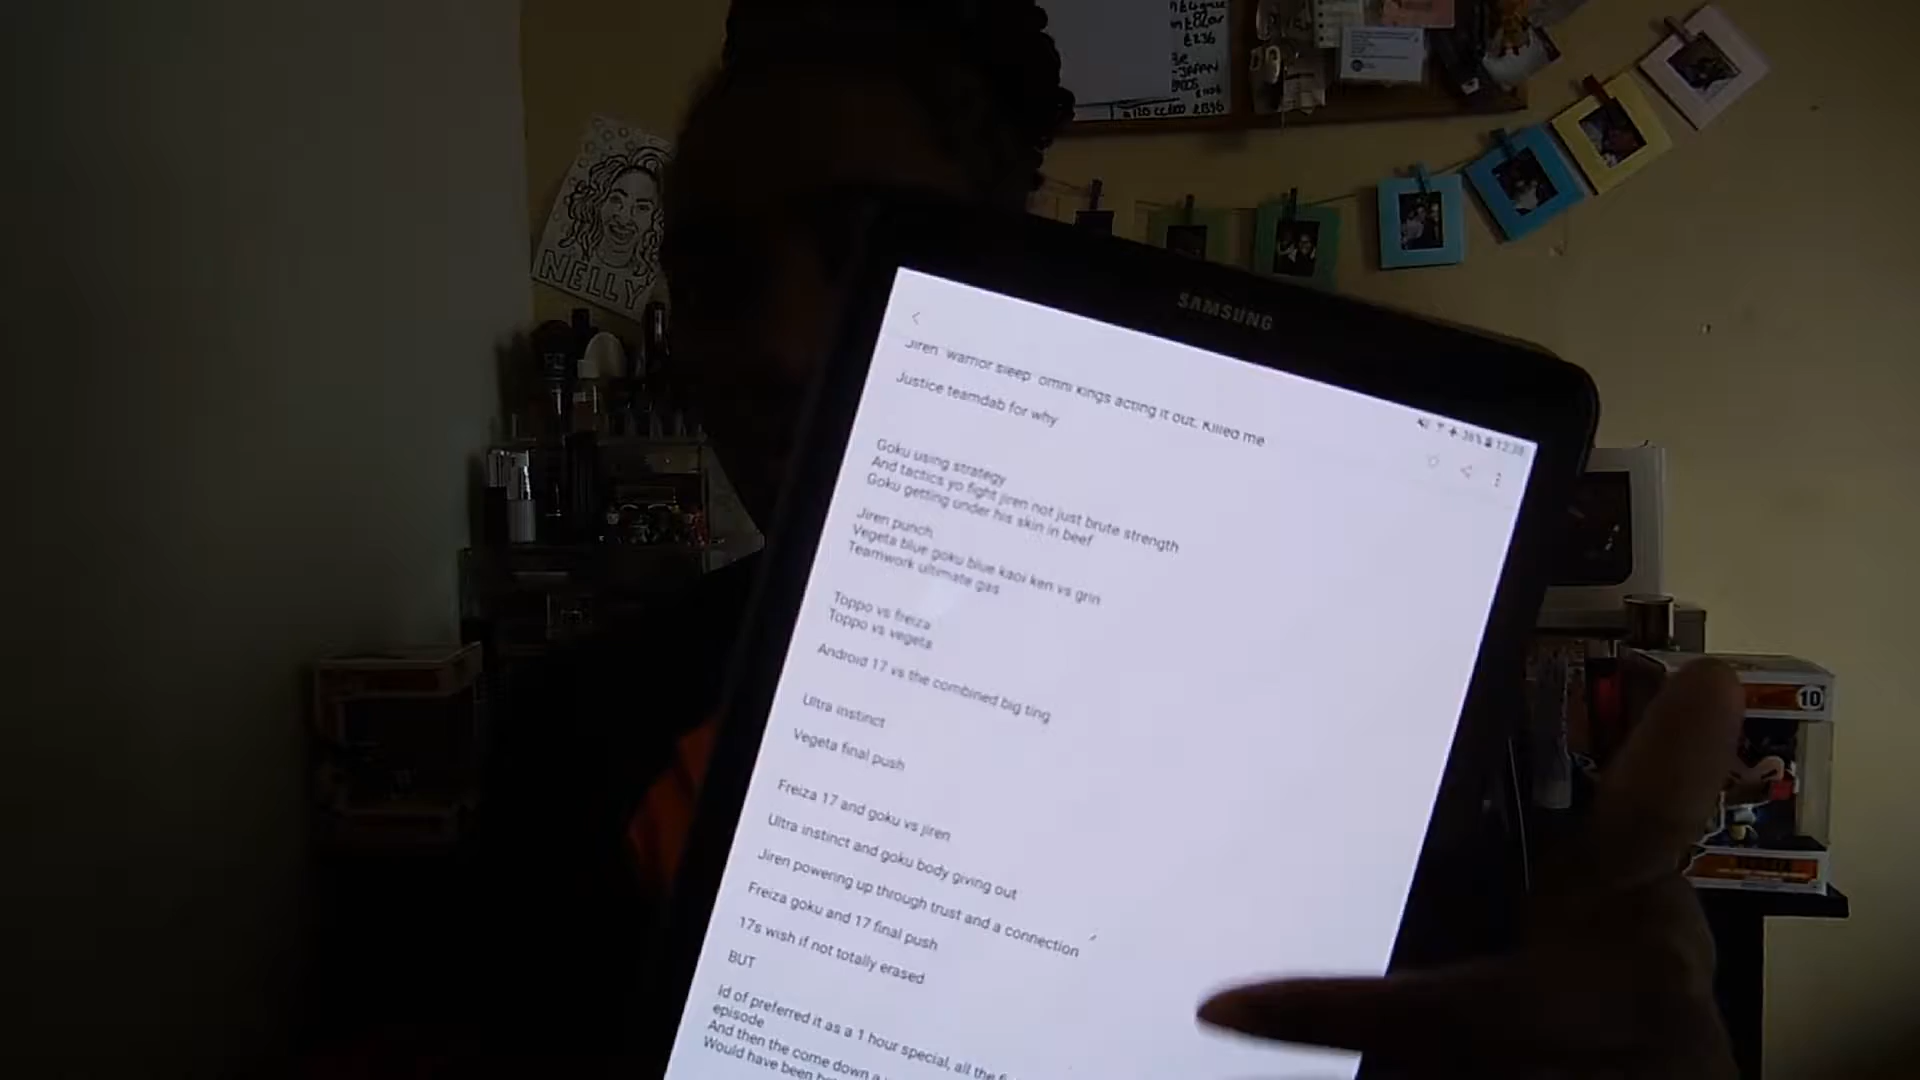 NELLY
£236
-JAPAN
SAMSUNG
38% 12:38
Jiren "warrior sleep" omni kings acting it out. Killed me
Justice teamdab for why
Goku using strategy
And tactics yo fight jiren not just brute strength
Goku getting under his skin in beef
Jiren punch
Vegeta blue goku blue kaoi ken vs grin
Teamwork ultimate gas
Toppo vs freiza
Toppo vs vegeta
Android 17 vs the combined big ting
Ultra instinct
Vegeta final push
Freiza 17 and goku vs jiren
Ultra instinct and goku body giving out
Jiren powering up through trust and a connection
Freiza goku and 17 final push
17s wish if not totally erased
BUT
Id of preferred it as a 1 hour special, all the
episode
And then the come down
Would have been
10